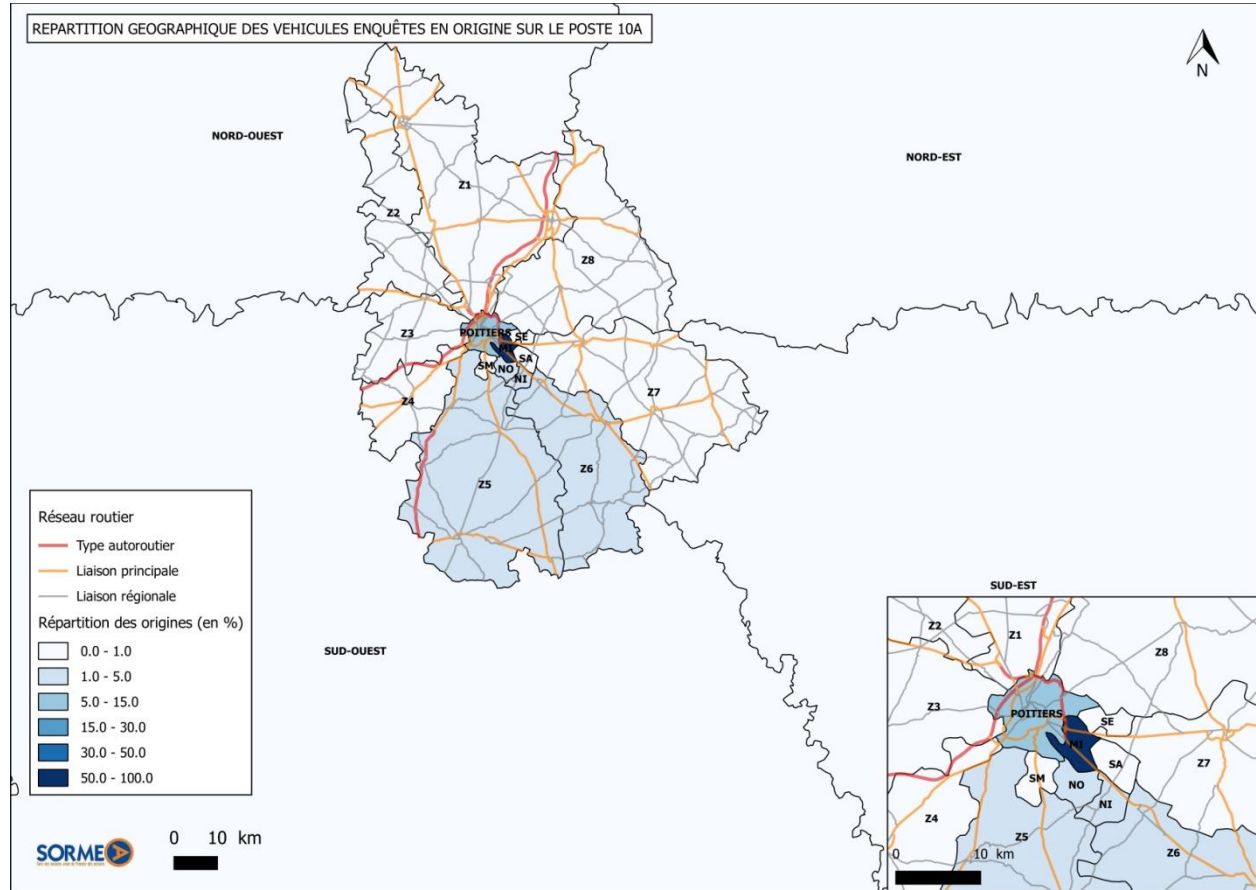 REPARTITION GEOGRAPHIQUE DES VEHICULES ENQUÊTES EN ORIGINE SUR LE POSTE 10A
N
NORD-OUEST
NORD-EST
Z1
Z2
Z8
Z3
POITIERS
SE
MI
SA
SM
NO
NI
Z4
Z7
Z5
Z6
SUD-OUEST
SUD-EST
Réseau routier
Type autoroutier
Liaison principale
Liaison régionale
Répartition des origines (en %)
0.0 - 1.0
1.0 - 5.0
5.0 - 15.0
15.0 - 30.0
30.0 - 50.0
50.0 - 100.0
SORMEA
0 10 km
Z2
Z1
Z8
Z3
POITIERS
SE
MI
SA
Z7
SM
NO
NI
Z4
Z5
Z6
0 10 km